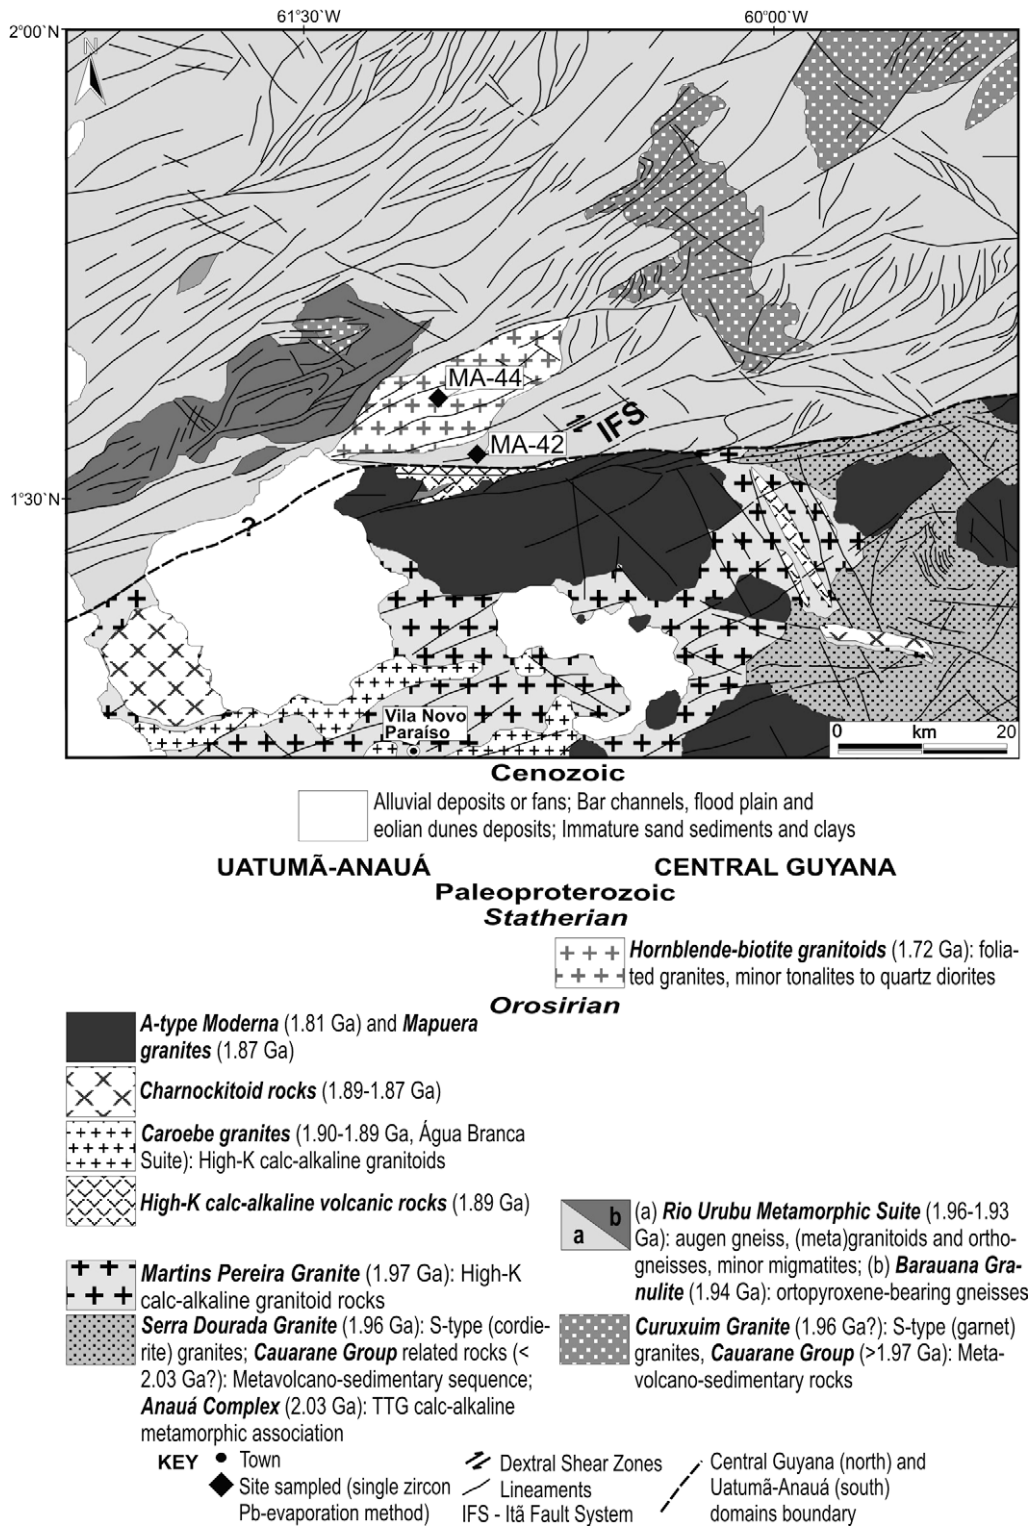 61°30`W
60°00`W
2°00`N
N
MA-44
IFS
MA-42
1°30`N
?
Vila Novo
Paraíso
0 km 20
Cenozoic
Alluvial deposits or fans; Bar channels, flood plain and
eolian dunes deposits; Immature sand sediments and clays
UATUMÃ-ANAUÁ
CENTRAL GUYANA
Paleoproterozoic
Statherian
Hornblende-biotite granitoids (1.72 Ga): folia-
ted granites, minor tonalites to quartz diorites
Orosirian
A-type Moderna (1.81 Ga) and Mapuera
granites (1.87 Ga)
Charnockitoid rocks (1.89-1.87 Ga)
Caroebe granites (1.90-1.89 Ga, Água Branca
Suite): High-K calc-alkaline granitoids
High-K calc-alkaline volcanic rocks (1.89 Ga)
a
b
(a) Rio Urubu Metamorphic Suite (1.96-1.93
Ga): augen gneiss, (meta)granitoids and ortho-
gneisses, minor migmatites; (b) Barauana Gra-
nulite (1.94 Ga): ortopyroxene-bearing gneisses
Martins Pereira Granite (1.97 Ga): High-K
calc-alkaline granitoid rocks
Serra Dourada Granite (1.96 Ga): S-type (cordie-
rite) granites; Cauarane Group related rocks (<
2.03 Ga?): Metavolcano-sedimentary sequence;
Anauá Complex (2.03 Ga): TTG calc-alkaline
metamorphic association
Curuxuim Granite (1.96 Ga?): S-type (garnet)
granites, Cauarane Group (>1.97 Ga): Meta-
volcano-sedimentary rocks
KEY
Town
Site sampled (single zircon
Pb-evaporation method)
Dextral Shear Zones
Lineaments
IFS - Itã Fault System
Central Guyana (north) and
Uatumã-Anauá (south)
domains boundary